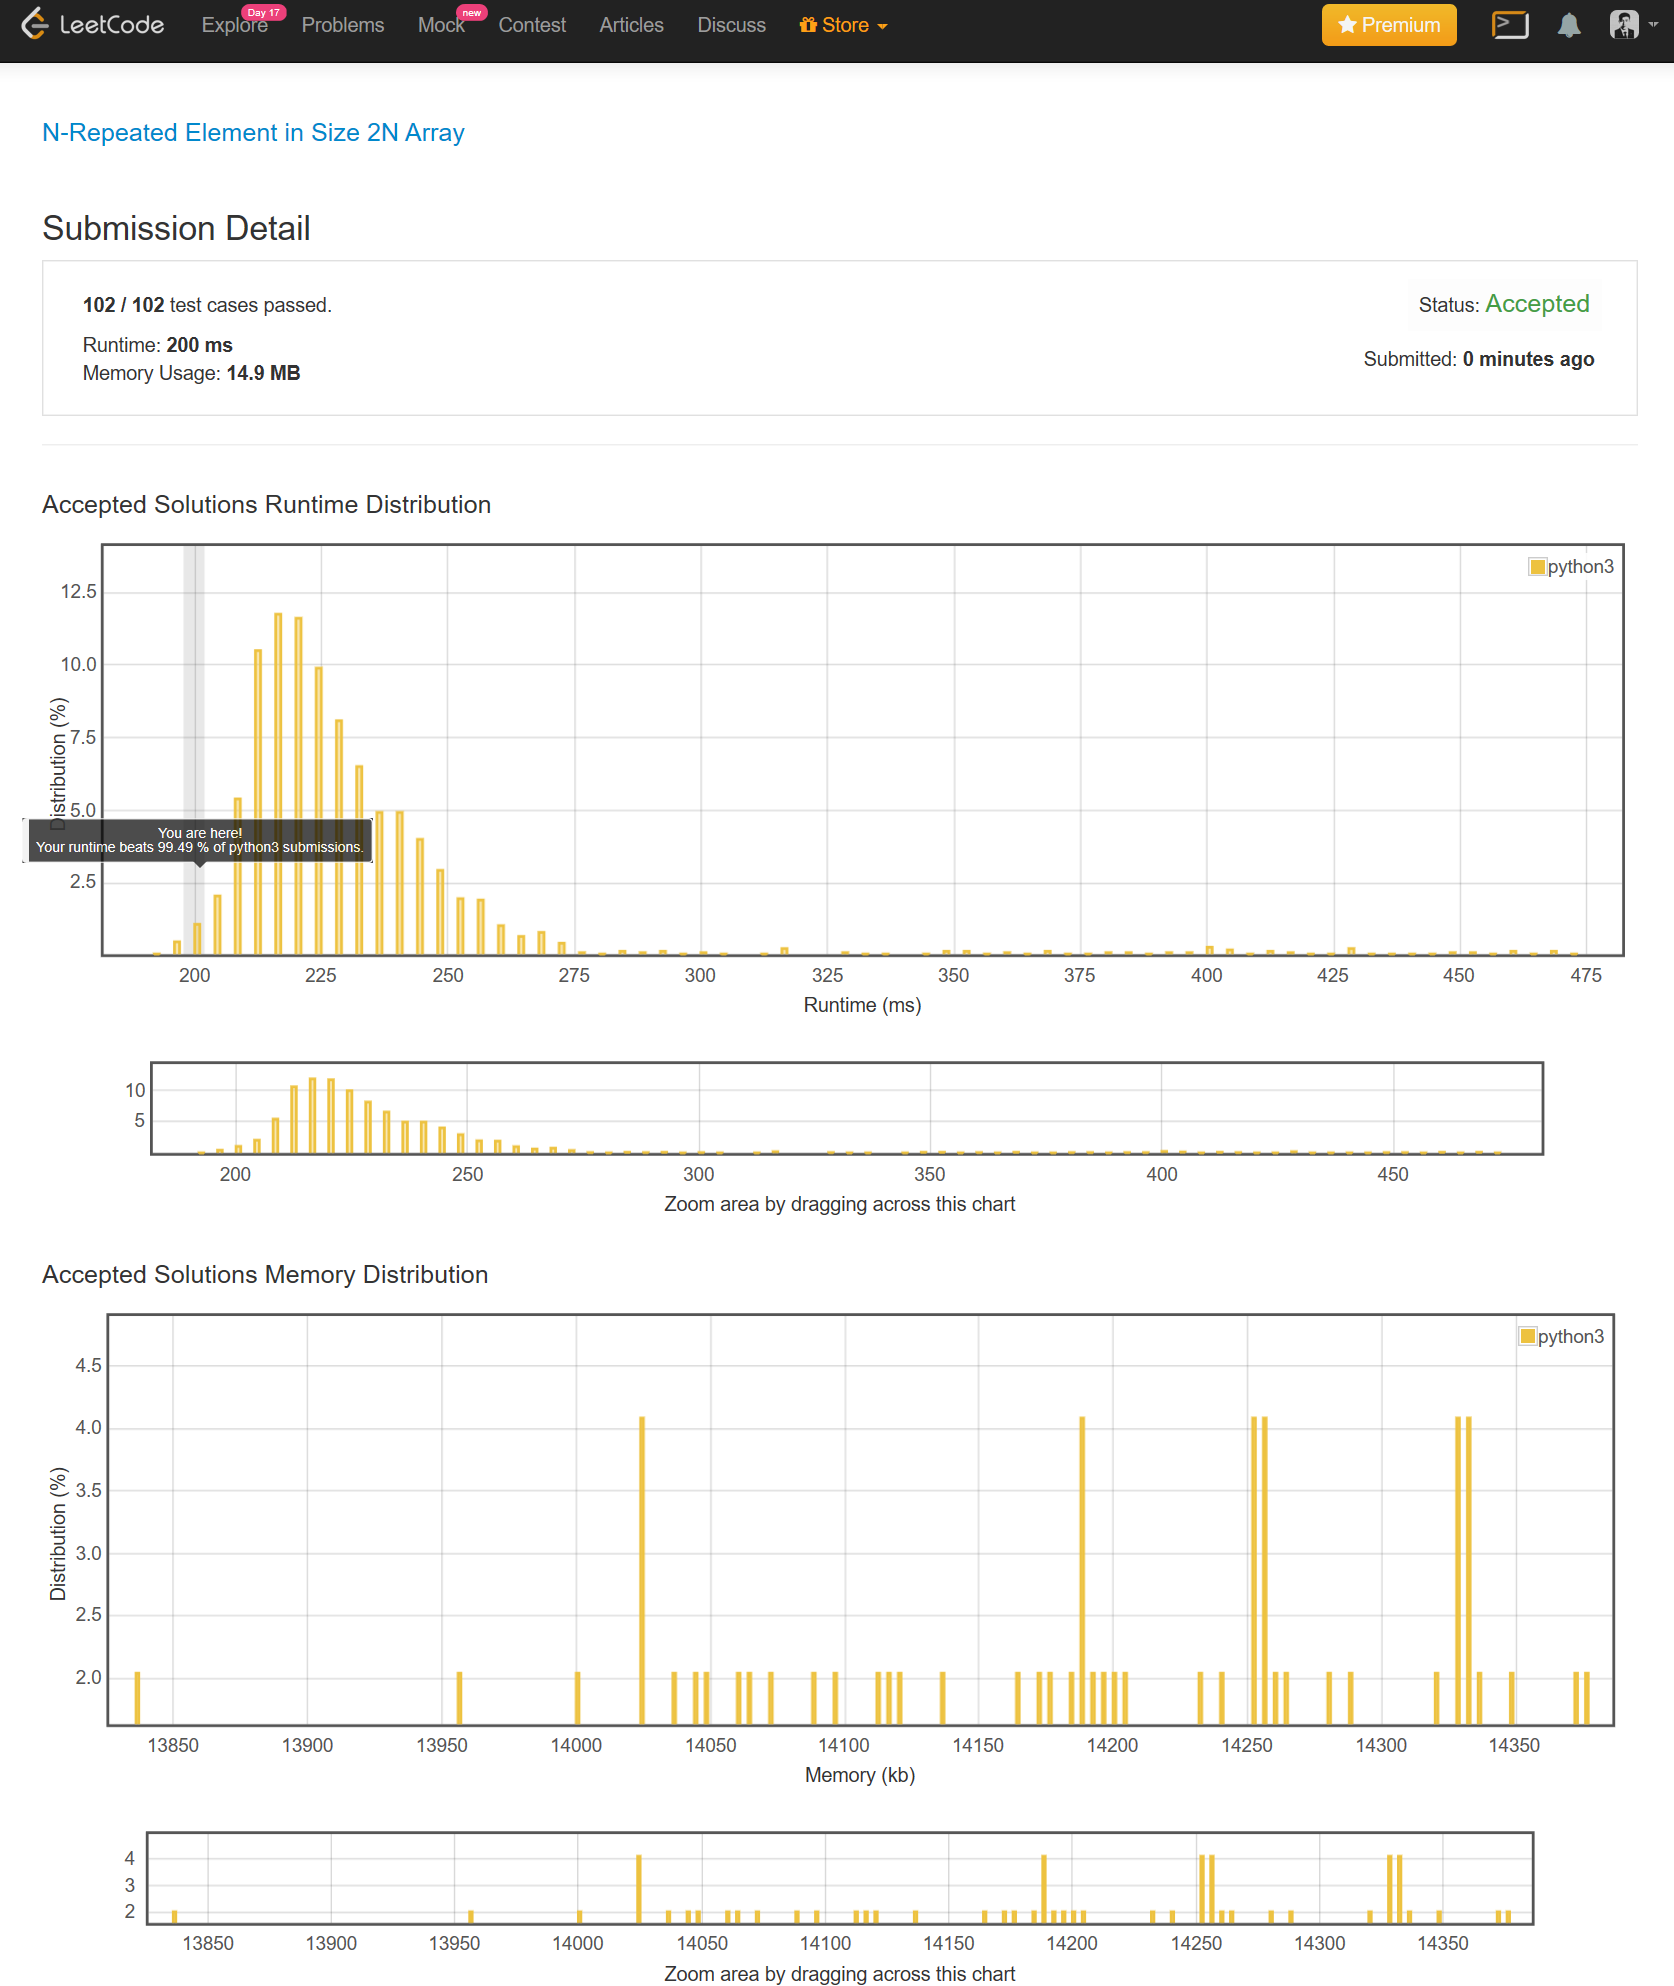 LeetCode
Explore Day 17 Problems Mock new Contest Articles Discuss Store Premium
N-Repeated Element in Size 2N Array
Submission Detail
102 / 102 test cases passed.
Status: Accepted
Runtime: 200 ms
Submitted: 0 minutes ago
Memory Usage: 14.9 MB
Accepted Solutions Runtime Distribution
python3
12.5
10.0
7.5
5.0
2.5
Distribution (%)
You are here!
Your runtime beats 99.49 % of python3 submissions.
200 225 250 275 300 325 350 375 400 425 450 475
Runtime (ms)
10
5
200 250 300 350 400 450
Zoom area by dragging across this chart
Accepted Solutions Memory Distribution
python3
4.5
4.0
3.5
3.0
2.5
2.0
Distribution (%)
13850 13900 13950 14000 14050 14100 14150 14200 14250 14300 14350
Memory (kb)
4
3
2
13850 13900 13950 14000 14050 14100 14150 14200 14250 14300 14350
Zoom area by dragging across this chart